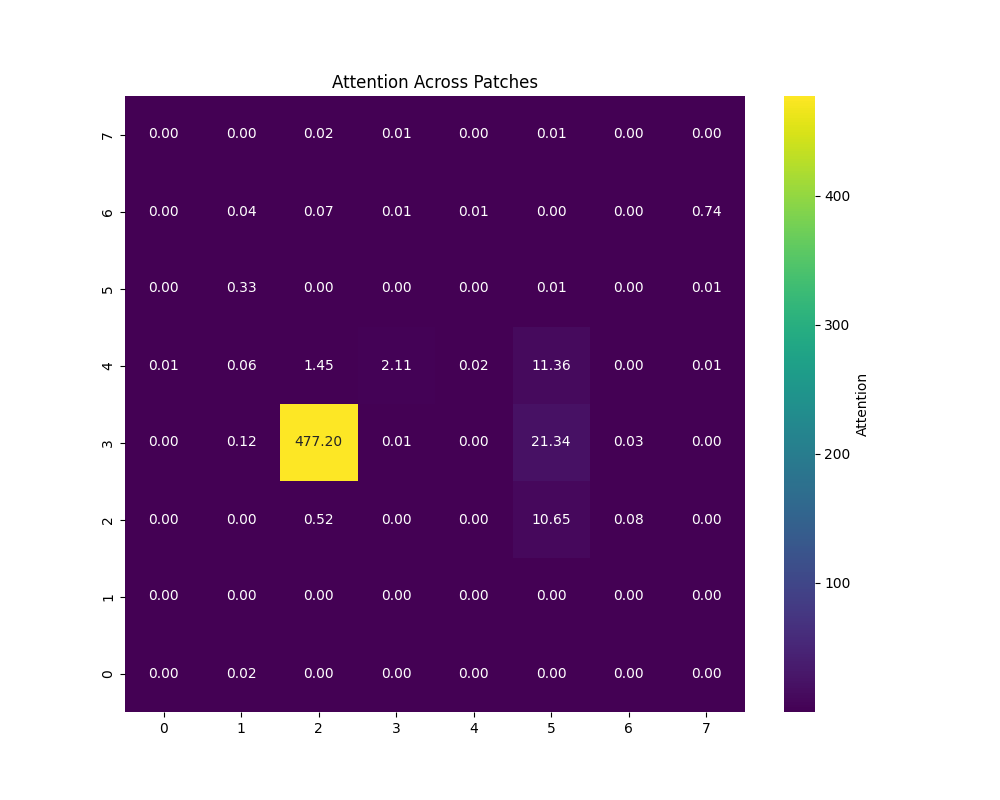 Attention Across Patches
7 0.00 0.00 0.02 0.01 0.00 0.01 0.00 0.00
6 0.00 0.04 0.07 0.01 0.01 0.00 0.00 0.74
5 0.00 0.33 0.00 0.00 0.00 0.01 0.00 0.01
4 0.01 0.06 1.45 2.11 0.02 11.36 0.00 0.01
3 0.00 0.12 477.20 0.01 0.00 21.34 0.03 0.00
2 0.00 0.00 0.52 0.00 0.00 10.65 0.08 0.00
1 0.00 0.00 0.00 0.00 0.00 0.00 0.00 0.00
0 0.00 0.02 0.00 0.00 0.00 0.00 0.00 0.00
0 1 2 3 4 5 6 7
400
300
200
100
Attention